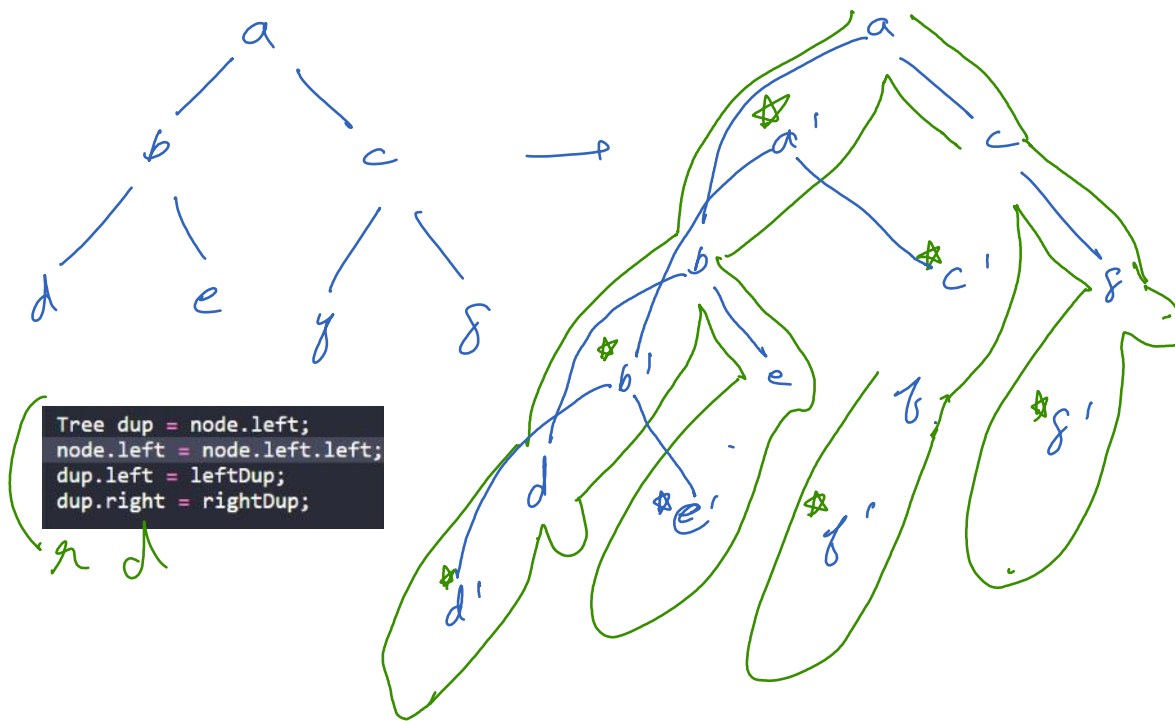 a
a
a'
b
c
c
b
c'
d
e
f
g
g
b'
e
f
g'
Tree dup = node.left;
node.left = node.left.left;
dup.left = leftDup;
dup.right = rightDup;
d
e'
f'
r d
d'